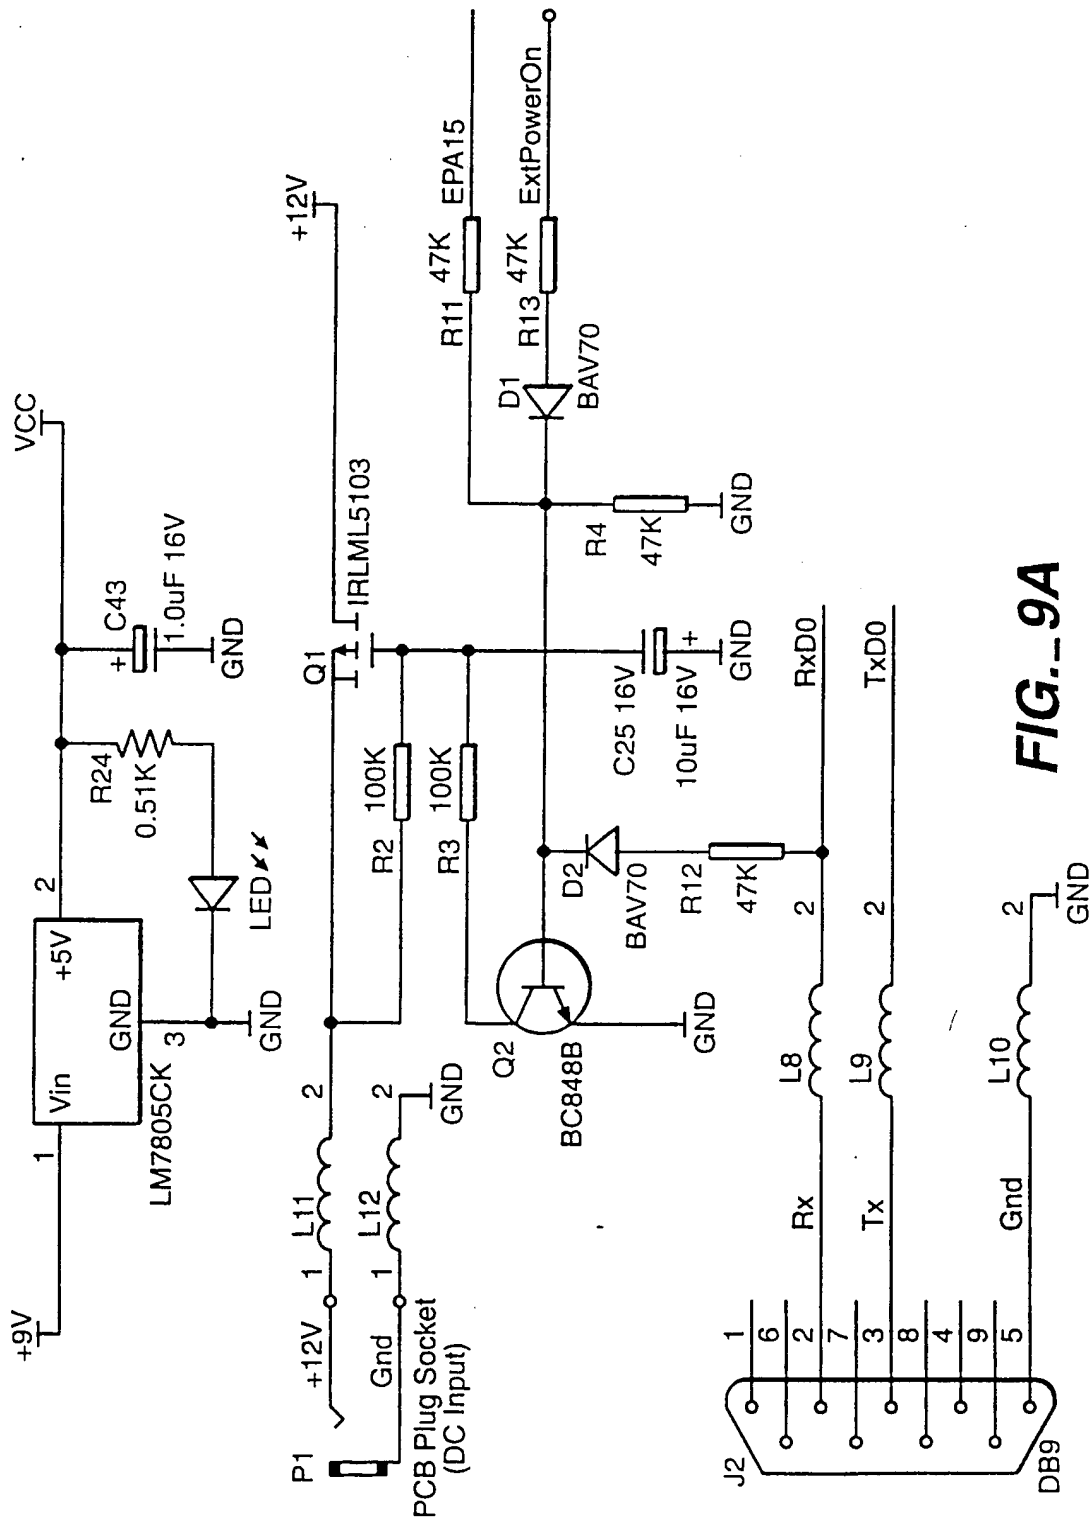 +9V
1
Vin
+5V
GND
LM7805CK
2
3
GND
R24
0.51K
LED
VCC
+
C43
1.0uF 16V
GND
P1
PCB Plug Socket
(DC Input)
+12V
Gnd
1
L11
2
1
L12
2
GND
Q1
IRLML5103
+12V
R2
100K
R3
100K
Q2
BC848B
GND
D2
BAV70
R12
47K
C25 16V
10uF 16V
+
GND
R4
47K
GND
D1
BAV70
R11
47K
EPA15
R13
47K
ExtPowerOn
J2
DB9
1
6
2
7
3
8
4
9
5
Rx
L8
2
RxD0
Tx
L9
2
TxD0
Gnd
L10
2
GND
FIG._9A